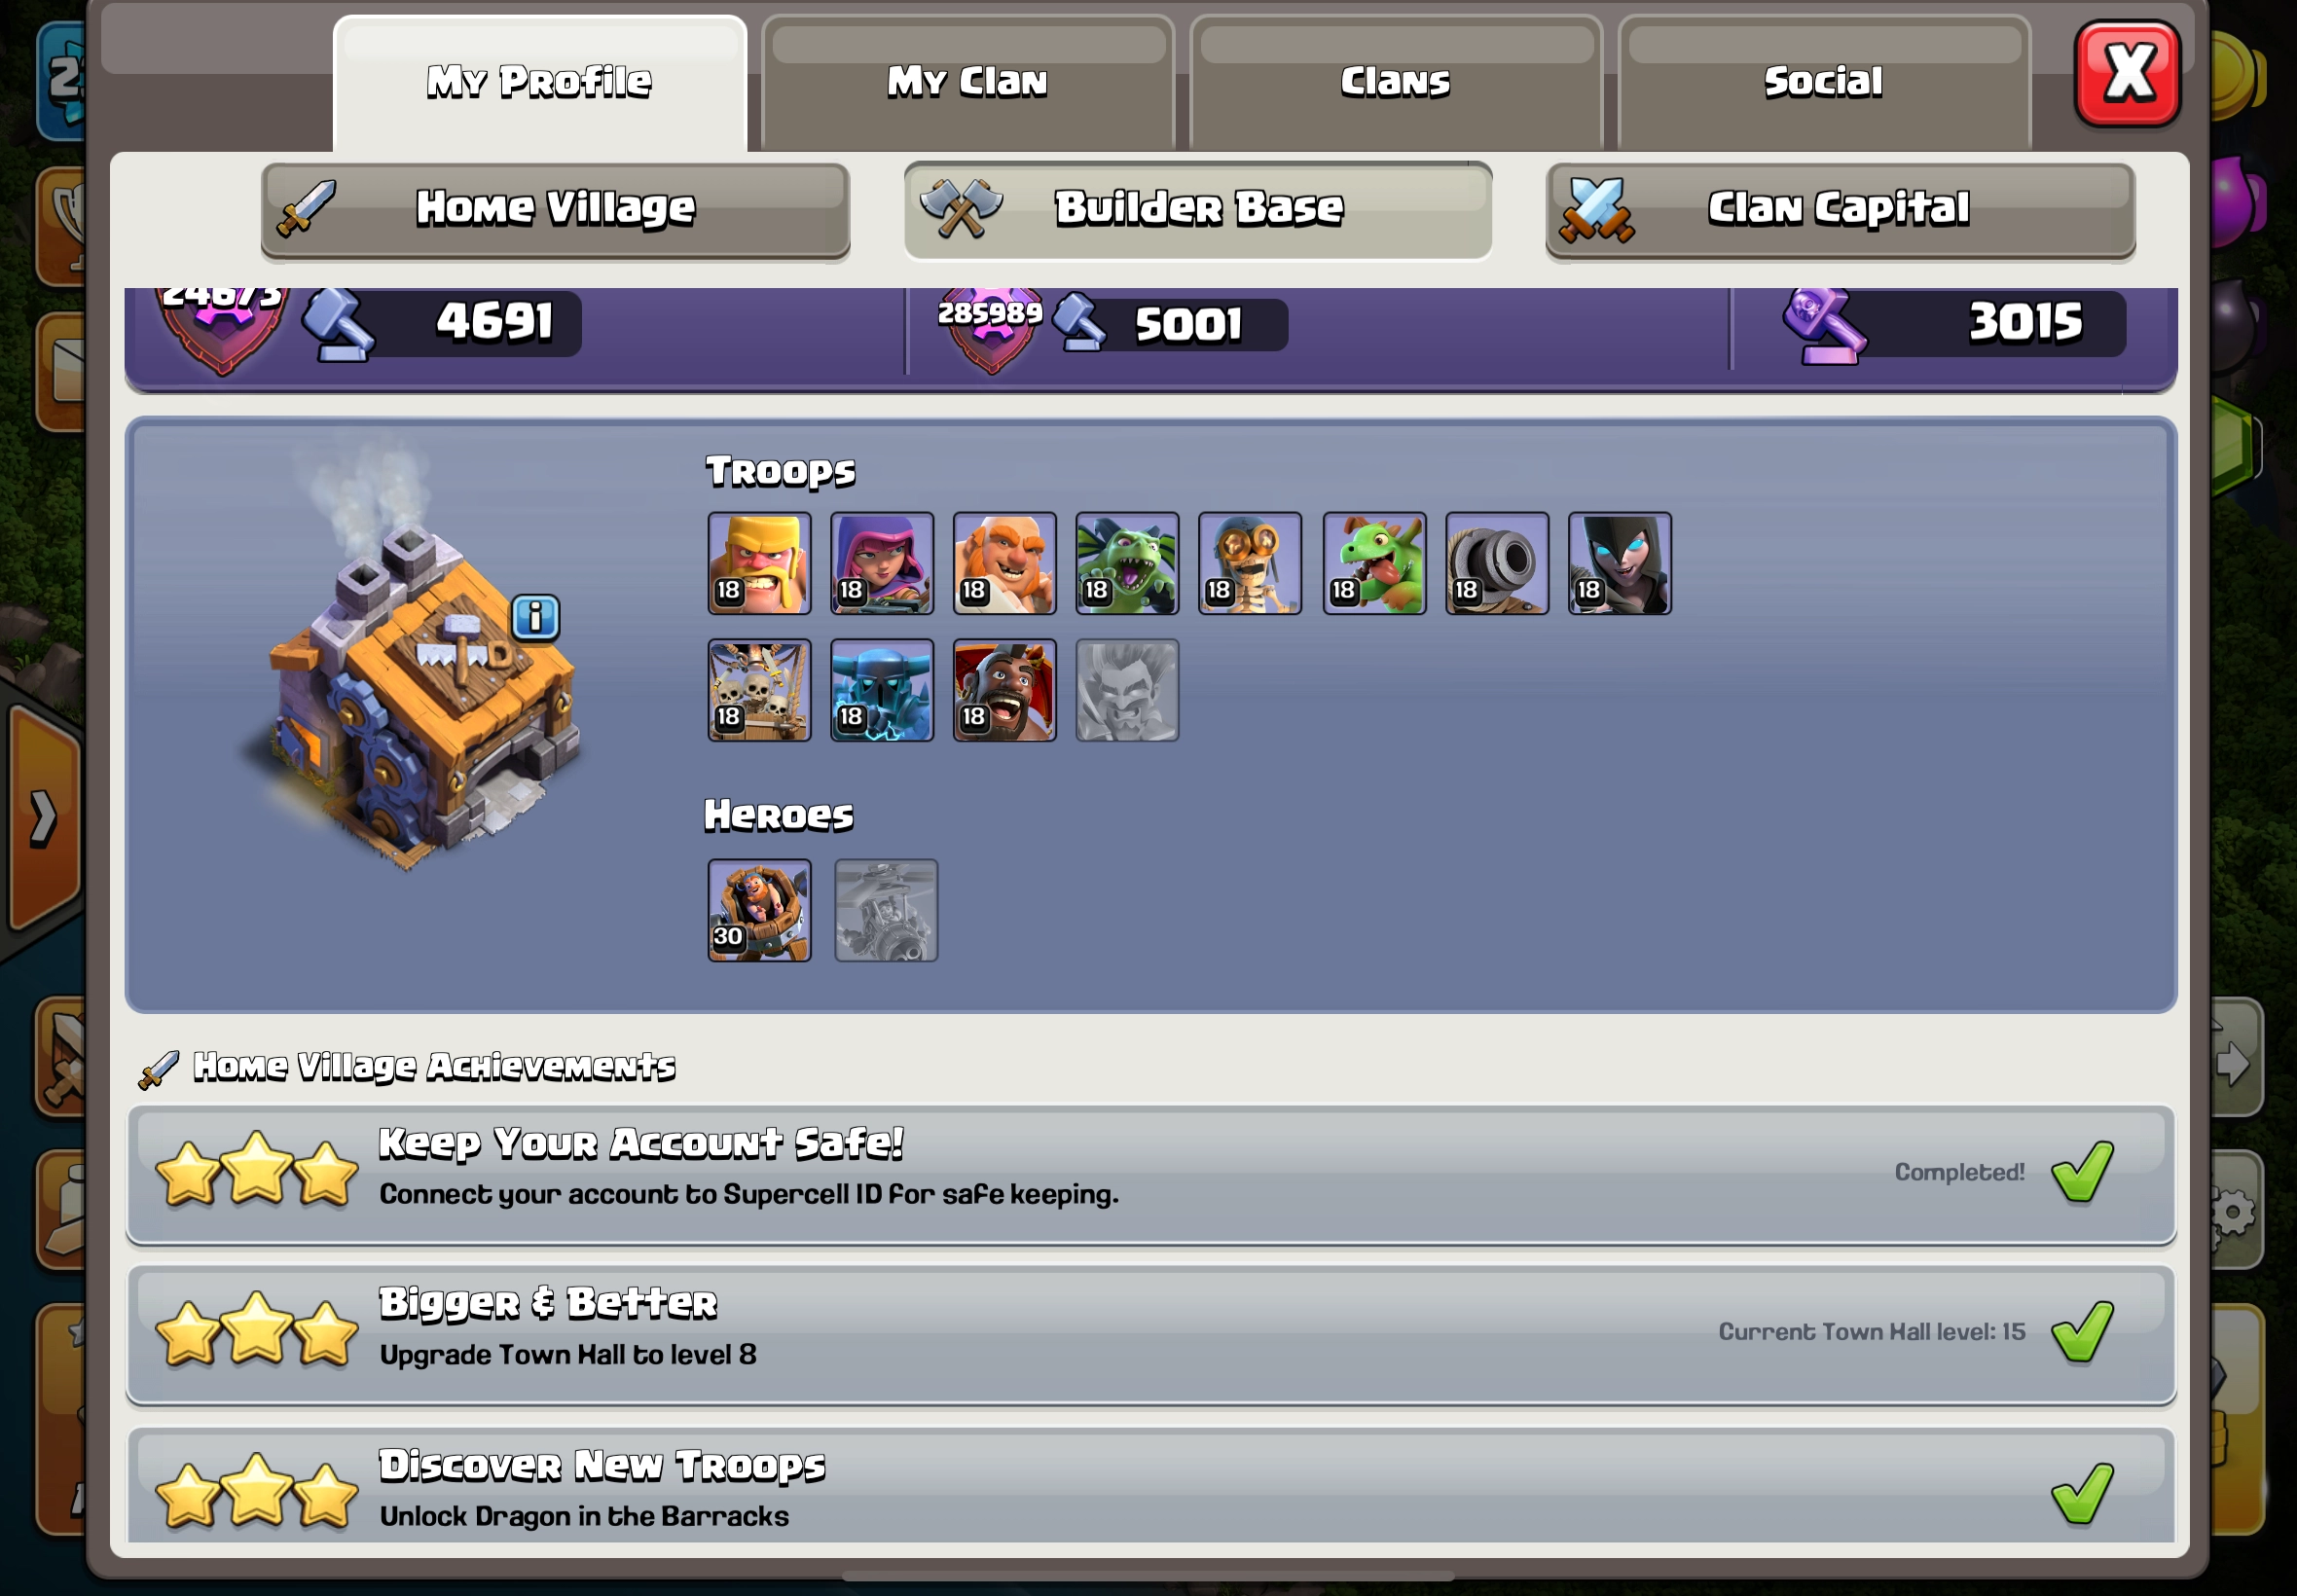 My Profile
My Clan
Clans
Social
X
Home Village
Builder Base
Clan Capital
24673
4691
285989
5001
3015
Troops
18
18
18
18
18
18
18
18
18
18
18
i
Heroes
30
Home Village Achievements
Keep Your Account Safe!
Connect your account to Supercell ID for safe keeping.
Completed!
Bigger & Better
Upgrade Town Hall to level 8
Current Town Hall level: 15
Discover New Troops
Unlock Dragon in the Barracks